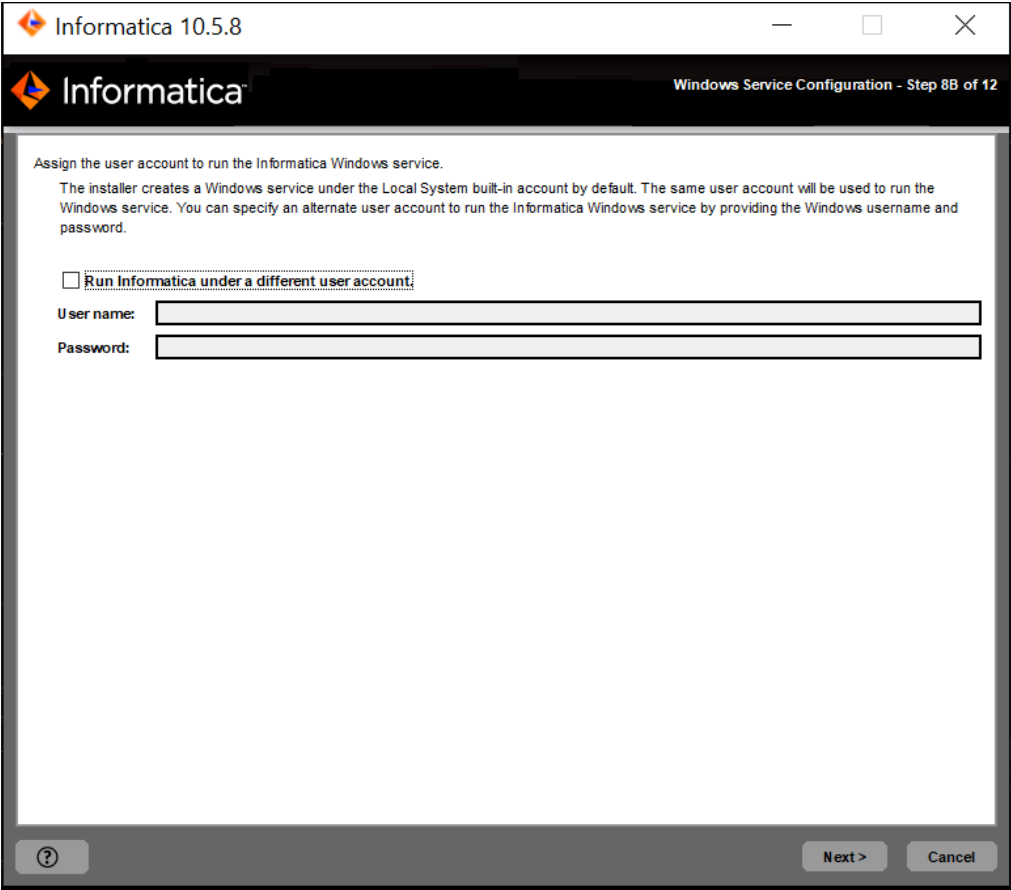 Informatica 10.5.8
Informatica
Windows Service Configuration - Step 8B of 12
Assign the user account to run the Informatica Windows service.
The installer creates a Windows service under the Local System built-in account by default. The same user account will be used to run the
Windows service. You can specify an alternate user account to run the Informatica Windows service by providing the Windows username and
password.
Run Informatica under a different user account.
User name:
Password:
?
Next >
Cancel